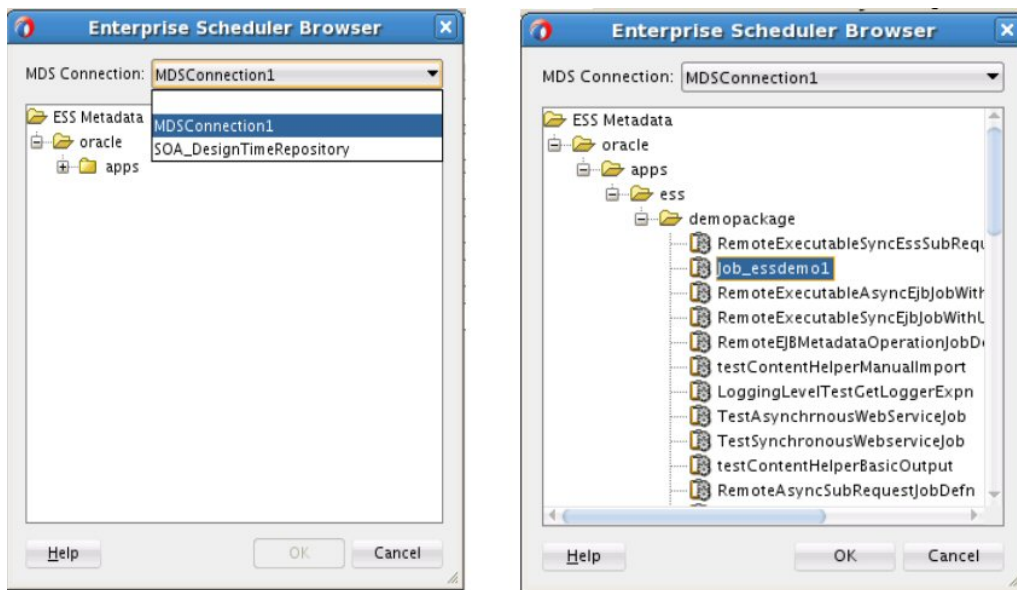 Enterprise Scheduler Browser
MDS Connection: MDSConnection1
MDSConnection1
SOA_DesignTimeRepository
ESS Metadata
oracle
apps
Help OK Cancel
Enterprise Scheduler Browser
MDS Connection: MDSConnection1
ESS Metadata
oracle
apps
ess
demopackage
RemoteExecutableSyncEssSubRequ
Job_essdemo1
RemoteExecutableAsyncEjbJobWith
RemoteExecutableSyncEjbJobWithU
RemoteEJBMetadataOperationJobDe
testContentHelperManualImport
LoggingLevelTestGetLoggerExpn
TestAsynchrnousWebServiceJob
TestSynchronousWebserviceJob
testContentHelperBasicOutput
RemoteAsyncSubRequestJobDefn
Help OK Cancel